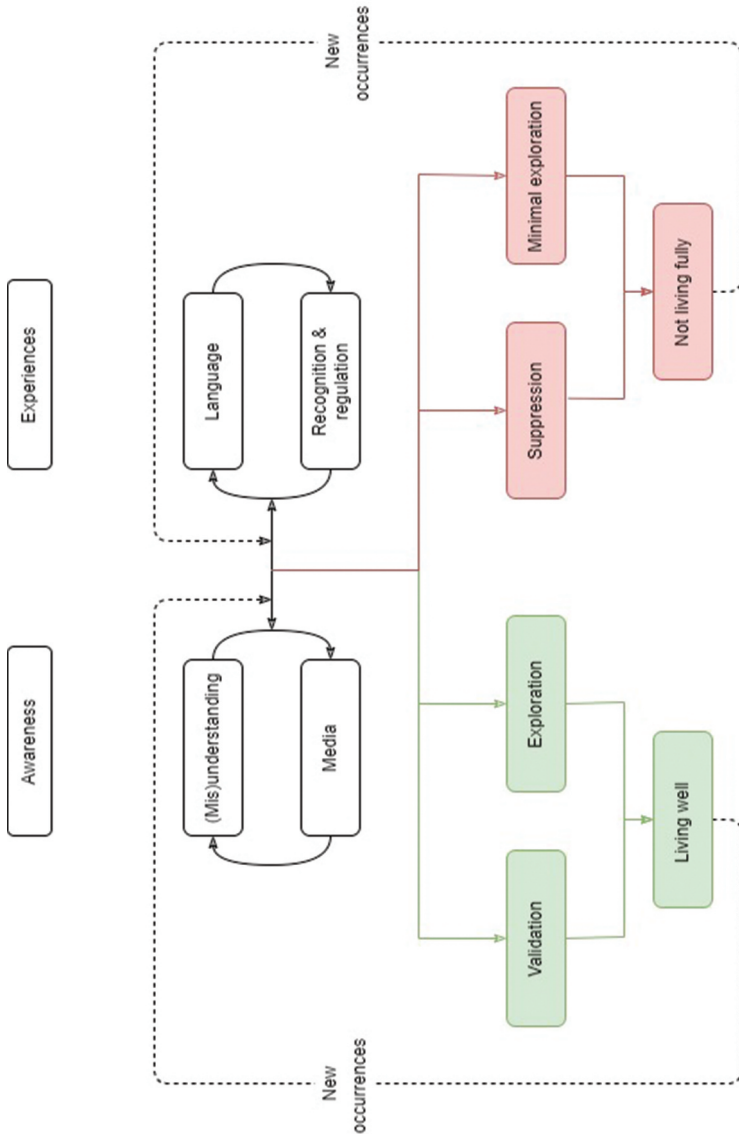 Awareness
Experiences
(Mis)understanding
Media
Language
Recognition &
regulation
New
occurrences
New
occurrences
Validation
Exploration
Suppression
Minimal exploration
Living well
Not living fully